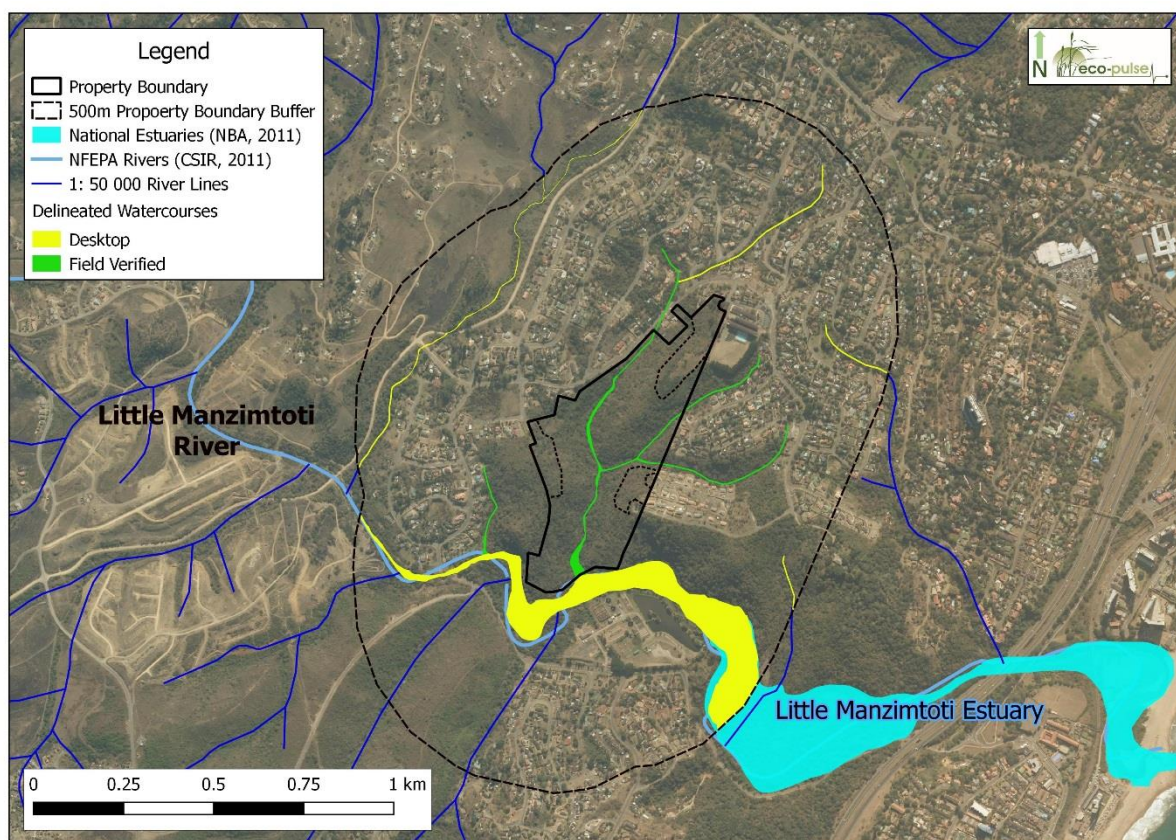 Legend
Property Boundary
500m Propoerty Boundary Buffer
National Estuaries (NBA, 2011)
NFEPA Rivers (CSIR, 2011)
1: 50 000 River Lines
Delineated Watercourses
Desktop
Field Verified
N
eco-pulse
Little Manzimtoti
River
Little Manzimtoti Estuary
0 0.25 0.5 0.75 1 km